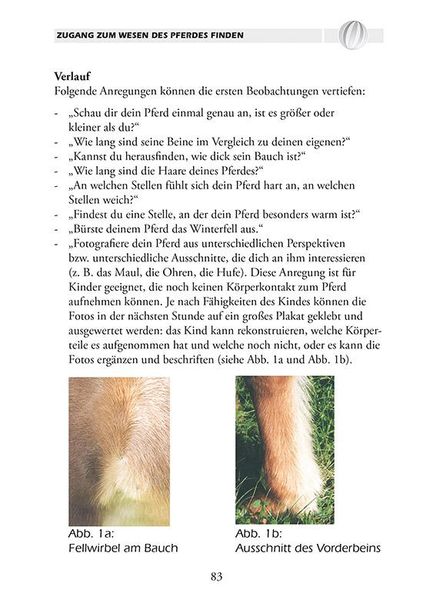 ZUGANG ZUM WESEN DES PFERDES FINDEN
Verlauf
Folgende Anregungen können die ersten Beobachtungen vertiefen:
- „Schau dir dein Pferd einmal genau an, ist es größer oder
kleiner als du?“
- „Wie lang sind seine Beine im Vergleich zu deinen eigenen?“
- „Kannst du herausfinden, wie dick sein Bauch ist?“
- „Wie lang sind die Haare deines Pferdes?“
- „An welchen Stellen fühlt sich dein Pferd hart an, an welchen
Stellen weich?“
- „Findest du eine Stelle, an der dein Pferd besonders warm ist?“
- „Bürste deinem Pferd das Winterfell aus.“
- „Fotografiere dein Pferd aus unterschiedlichen Perspektiven
bzw. unterschiedliche Ausschnitte, die dich an ihm interessieren
(z. B. das Maul, die Ohren, die Hufe). Diese Anregung ist für
Kinder geeignet, die noch keinen Körperkontakt zum Pferd
aufnehmen können. Je nach Fähigkeiten des Kindes können die
Fotos in der nächsten Stunde auf ein großes Plakat geklebt und
ausgewertet werden: das Kind kann rekonstruieren, welche Körper-
teile es aufgenommen hat und welche noch nicht, oder es kann die
Fotos ergänzen und beschriften (siehe Abb. 1a und Abb. 1b).
Abb. 1a:
Fellwirbel am Bauch
Abb. 1b:
Ausschnitt des Vorderbeins
83